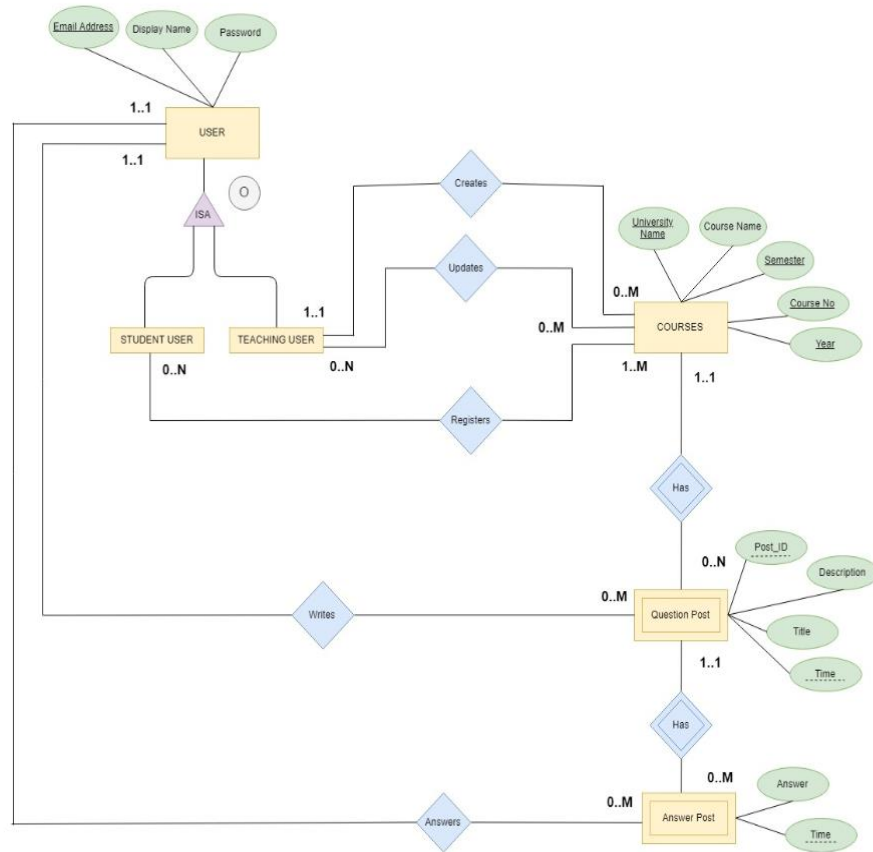 Email Address
Display Name
Password
1..1
USER
1..1
O
ISA
Creates
University
Name
Course Name
Semester
Updates
0..M
Course No
1..1
COURSES
0..M
STUDENT USER
TEACHING USER
Year
0..N
0..N
1..M
1..1
Registers
Has
Post_ID
0..N
Description
0..M
Writes
Question Post
Title
1..1
Time
Has
0..M
Answer
0..M
Answers
Answer Post
Time